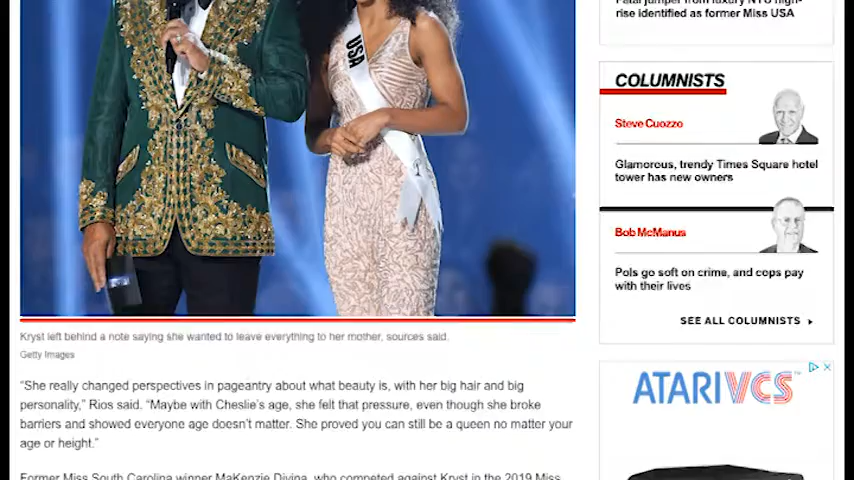 USA
Kryst left behind a note saying she wanted to leave everything to her mother, sources said.
Getty Images
“She really changed perspectives in pageantry about what beauty is, with her big hair and big
personality,” Rios said. “Maybe with Cheslie’s age, she felt that pressure, even though she broke
barriers and showed everyone age doesn’t matter. She proved you can still be a queen no matter your
age or height.”
Former Miss South Carolina winner MaKenzie Divina, who competed against Kryst in the 2019 Miss
Fatal jumper from luxury NYC high-
rise identified as former Miss USA
COLUMNISTS
Steve Cuozzo
Glamorous, trendy Times Square hotel
tower has new owners
Bob McManus
Pols go soft on crime, and cops pay
with their lives
SEE ALL COLUMNISTS
ATARI VCS